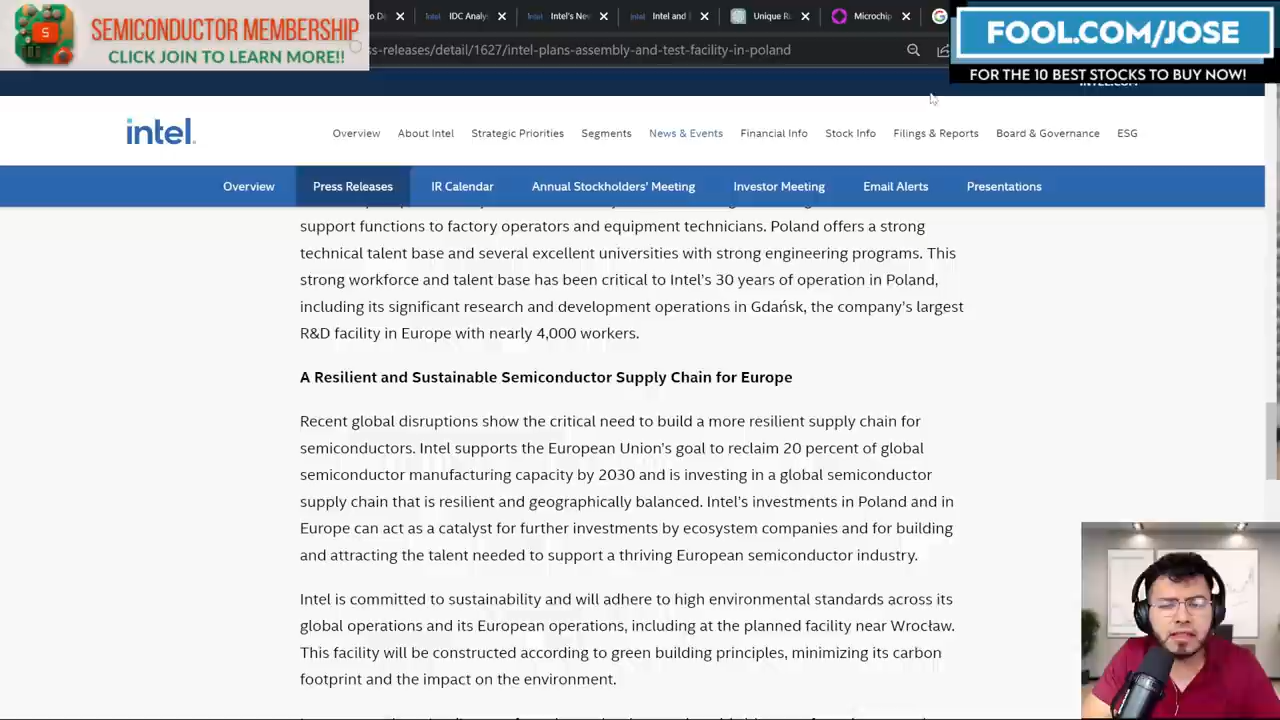 SEMICONDUCTOR MEMBERSHIP
CLICK JOIN TO LEARN MORE!!
S
IDC Analy
Intel's Ne
Intel and
Unique R
Microchip
FOOL.COM/JOSE
FOR THE 10 BEST STOCKS TO BUY NOW!
ss-releases/detail/1627/intel-plans-assembly-and-test-facility-in-poland
INTEL.COM
intel.
Overview About Intel Strategic Priorities Segments News & Events Financial Info Stock Info Filings & Reports Board & Governance ESG
Overview Press Releases IR Calendar Annual Stockholders' Meeting Investor Meeting Email Alerts Presentations
support functions to factory operators and equipment technicians. Poland offers a strong
technical talent base and several excellent universities with strong engineering programs. This
strong workforce and talent base has been critical to Intel's 30 years of operation in Poland,
including its significant research and development operations in Gdańsk, the company's largest
R&D facility in Europe with nearly 4,000 workers.
A Resilient and Sustainable Semiconductor Supply Chain for Europe
Recent global disruptions show the critical need to build a more resilient supply chain for
semiconductors. Intel supports the European Union's goal to reclaim 20 percent of global
semiconductor manufacturing capacity by 2030 and is investing in a global semiconductor
supply chain that is resilient and geographically balanced. Intel's investments in Poland and in
Europe can act as a catalyst for further investments by ecosystem companies and for building
and attracting the talent needed to support a thriving European semiconductor industry.
Intel is committed to sustainability and will adhere to high environmental standards across its
global operations and its European operations, including at the planned facility near Wrocław.
This facility will be constructed according to green building principles, minimizing its carbon
footprint and the impact on the environment.